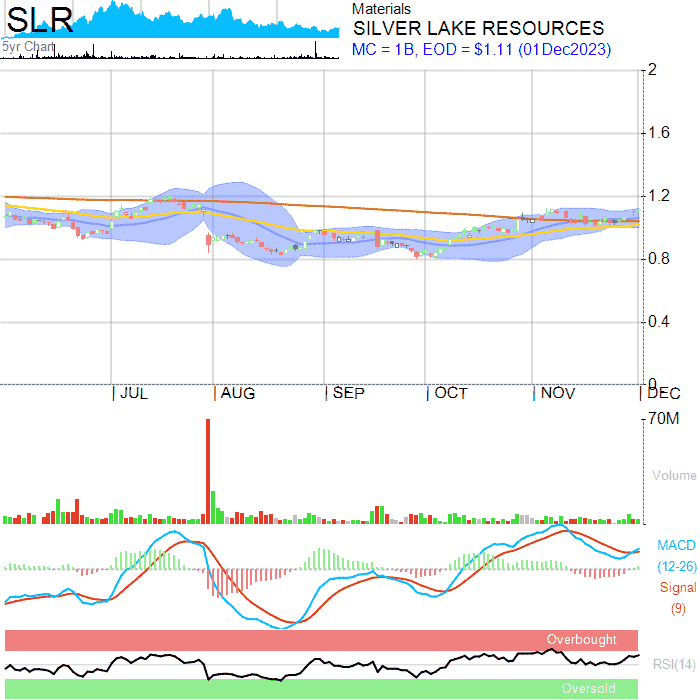 SLR
5yr Chart
Materials
SILVER LAKE RESOURCES
MC = 1B, EOD = $1.11 (01Dec2023)
2
1.6
1.2
0.8
0.4
0
JUL AUG SEP OCT NOV DEC
70M
Volume
MACD
(12-26)
Signal
(9)
Overbought
RSI(14)
Oversold